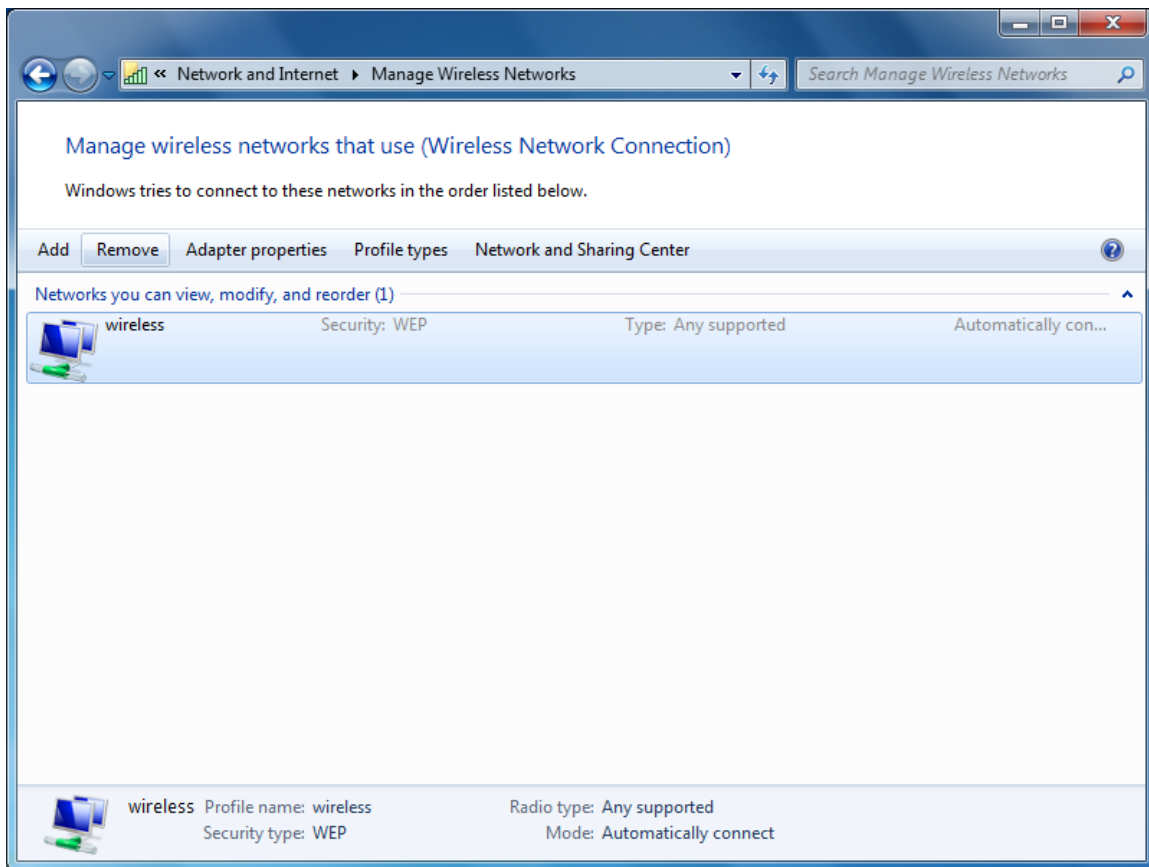 « Network and Internet ▸ Manage Wireless Networks Search Manage Wireless Networks
Manage wireless networks that use (Wireless Network Connection)
Windows tries to connect to these networks in the order listed below.
Add Remove Adapter properties Profile types Network and Sharing Center
Networks you can view, modify, and reorder (1)
wireless Security: WEP Type: Any supported Automatically con...
wireless Profile name: wireless Radio type: Any supported
Security type: WEP Mode: Automatically connect